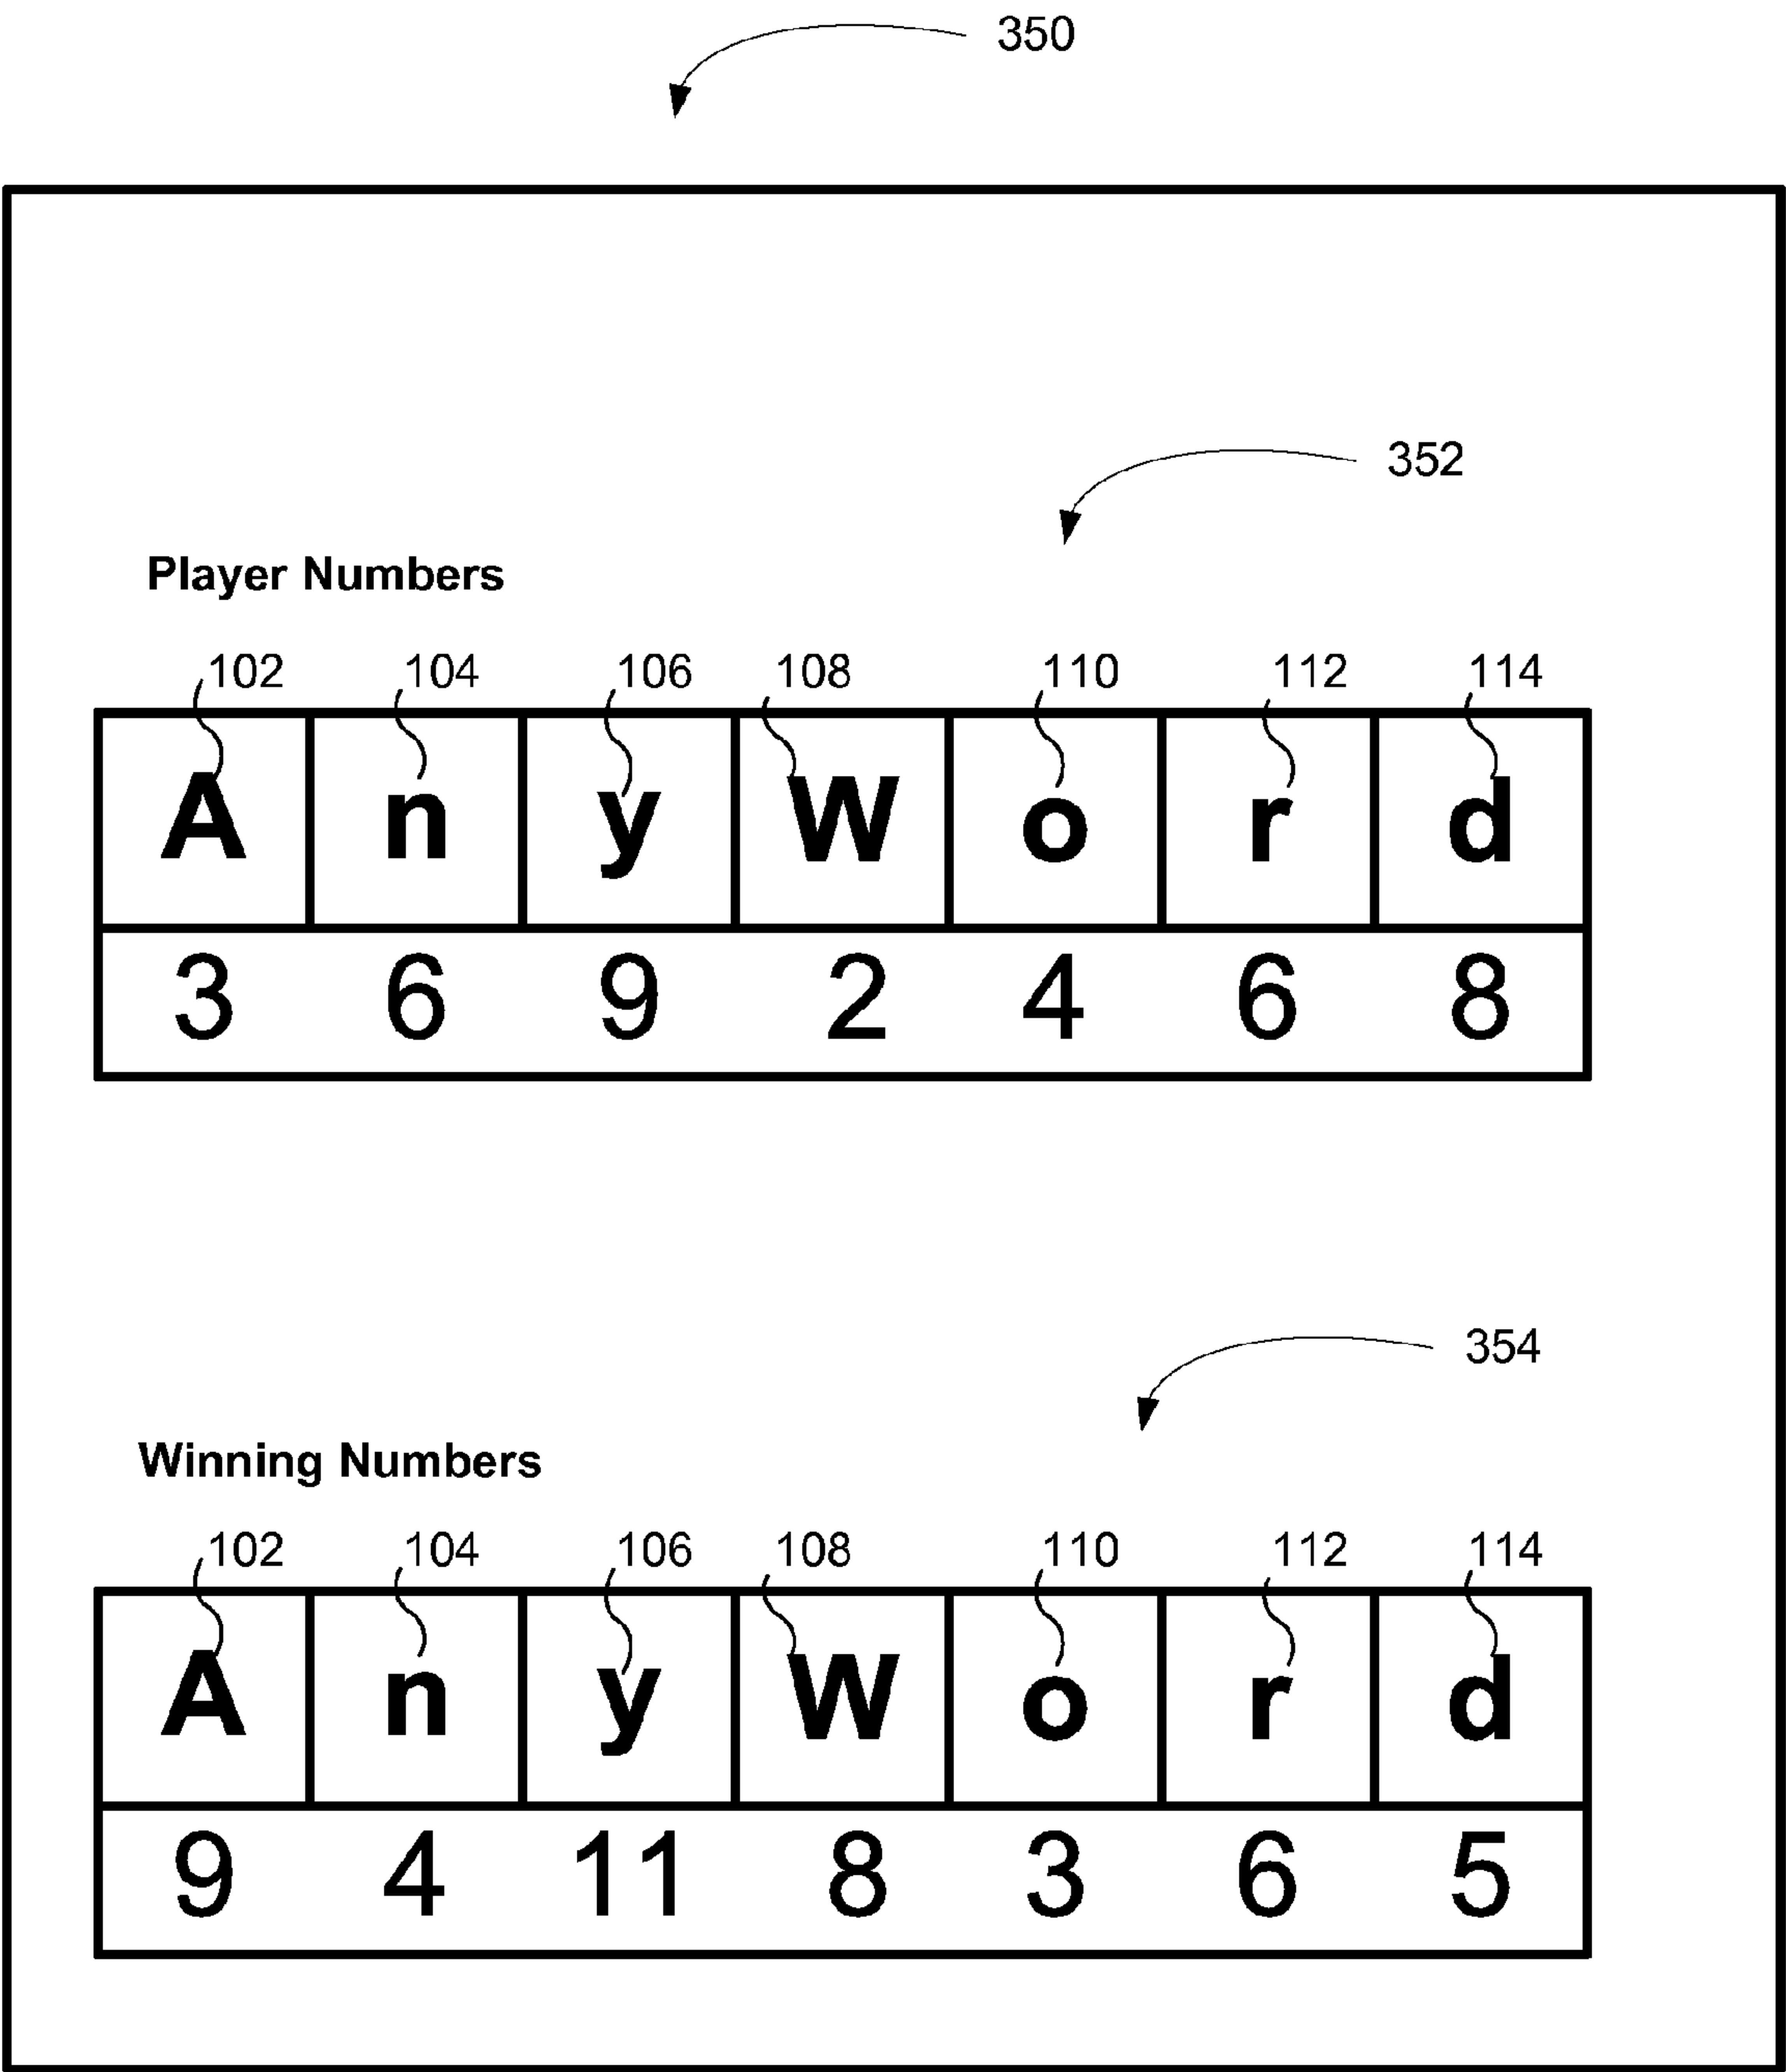 350
352
Player Numbers
102 104 106 108 110 112 114
A n y W o r d
3 6 9 2 4 6 8
354
Winning Numbers
102 104 106 108 110 112 114
A n y W o r d
9 4 11 8 3 6 5